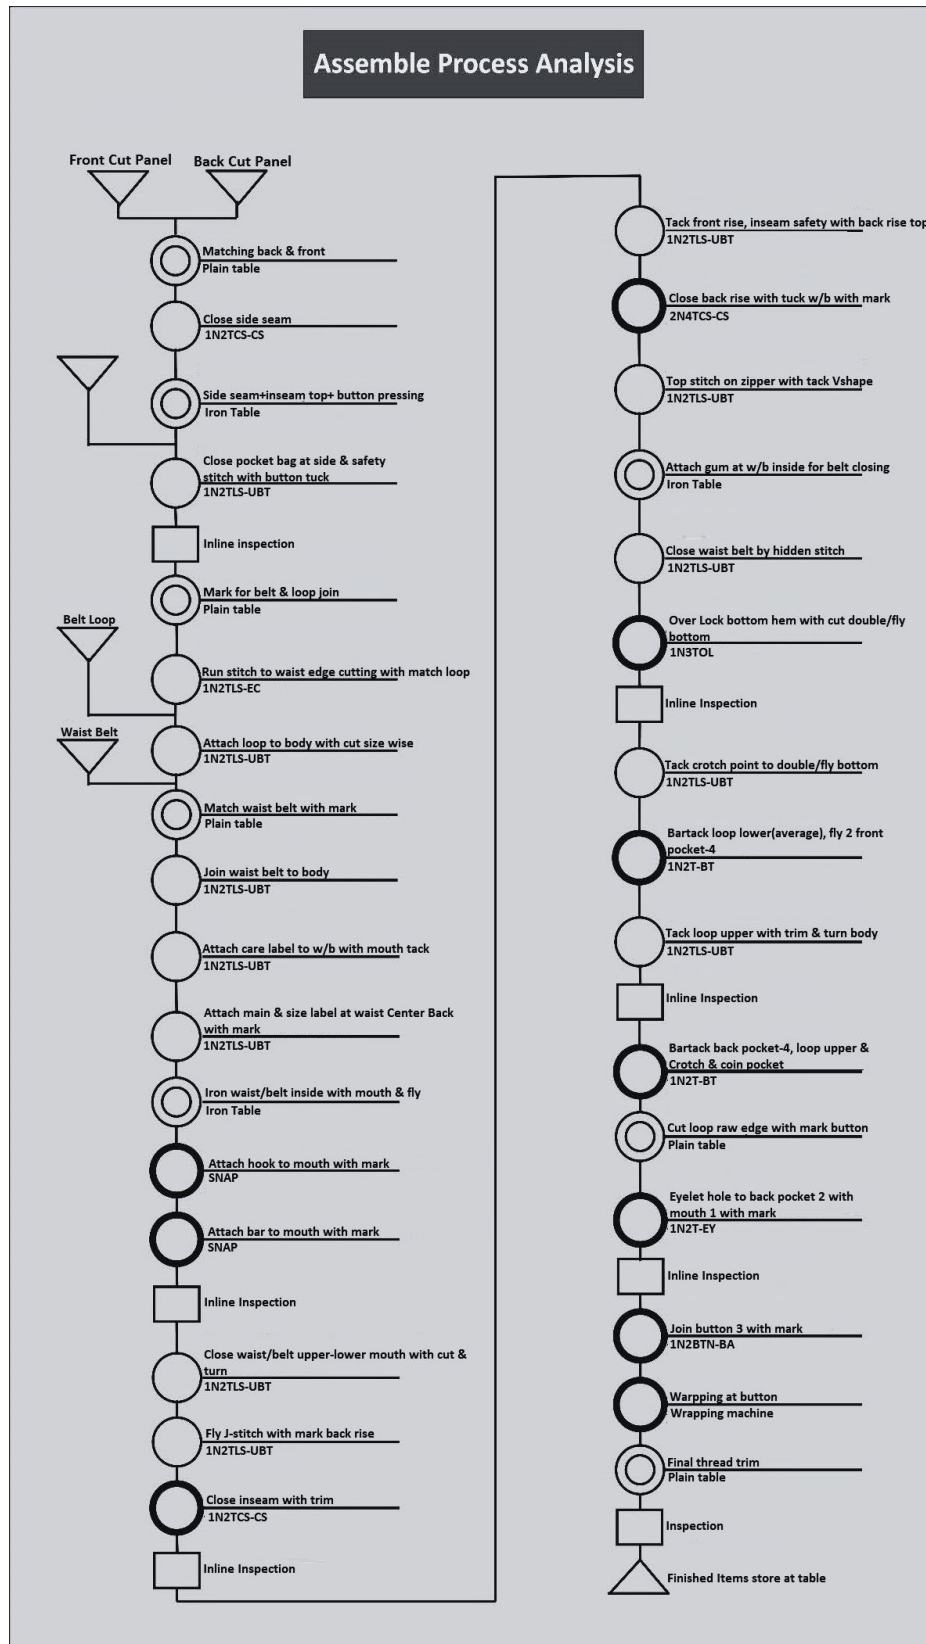 Assemble Process Analysis
Front Cut Panel
Back Cut Panel
Matching back & front
Plain table
Close side seam
1N2TCS-CS
Side seam+inseam top+ button pressing
Iron Table
Close pocket bag at side & safety
stitch with button tuck
1N2TLS-UBT
Inline inspection
Mark for belt & loop join
Plain table
Belt Loop
Run stitch to waist edge cutting with match loop
1N2TLS-EC
Waist Belt
Attach loop to body with cut size wise
1N2TLS-UBT
Match waist belt with mark
Plain table
Join waist belt to body
1N2TLS-UBT
Attach care label to w/b with mouth tack
1N2TLS-UBT
Attach main & size label at waist Center Back
with mark
1N2TLS-UBT
Iron waist/belt inside with mouth & fly
Iron Table
Attach hook to mouth with mark
SNAP
Attach bar to mouth with mark
SNAP
Inline Inspection
Close waist/belt upper-lower mouth with cut &
turn
1N2TLS-UBT
Fly J-stitch with mark back rise
1N2TLS-UBT
Close inseam with trim
1N2TCS-CS
Inline Inspection
Tack front rise, inseam safety with back rise top
1N2TLS-UBT
Close back rise with tuck w/b with mark
2N4TCS-CS
Top stitch on zipper with tack Vshape
1N2TLS-UBT
Attach gum at w/b inside for belt closing
Iron Table
Close waist belt by hidden stitch
1N2TLS-UBT
Over Lock bottom hem with cut double/fly
bottom
1N3TOL
Inline Inspection
Tack crotch point to double/fly bottom
1N2TLS-UBT
Bartack loop lower(average), fly 2 front
pocket-4
1N2T-BT
Tack loop upper with trim & turn body
1N2TLS-UBT
Inline Inspection
Bartack back pocket-4, loop upper &
Crotch & coin pocket
1N2T-BT
Cut loop raw edge with mark button
Plain table
Eyelet hole to back pocket 2 with
mouth 1 with mark
1N2T-EY
Inline Inspection
Join button 3 with mark
1N2BTN-BA
Warpping at button
Wrapping machine
Final thread trim
Plain table
Inspection
Finished Items store at table